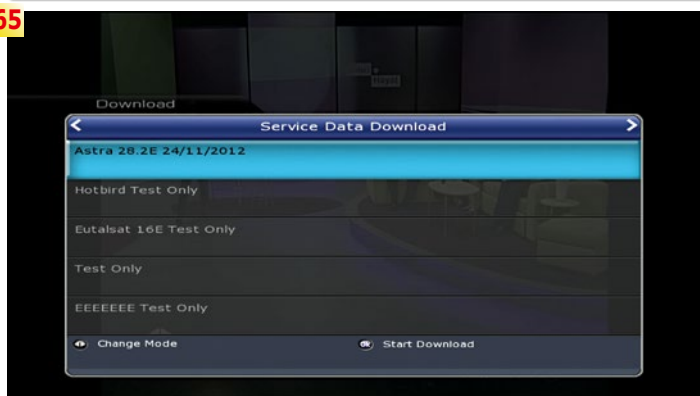 65
Download
Service Data Download
Astra 28.2E 24/11/2012
Hotbird Test Only
Eutalsat 16E Test Only
Test Only
EEEEEEE Test Only
Change Mode
OK Start Download